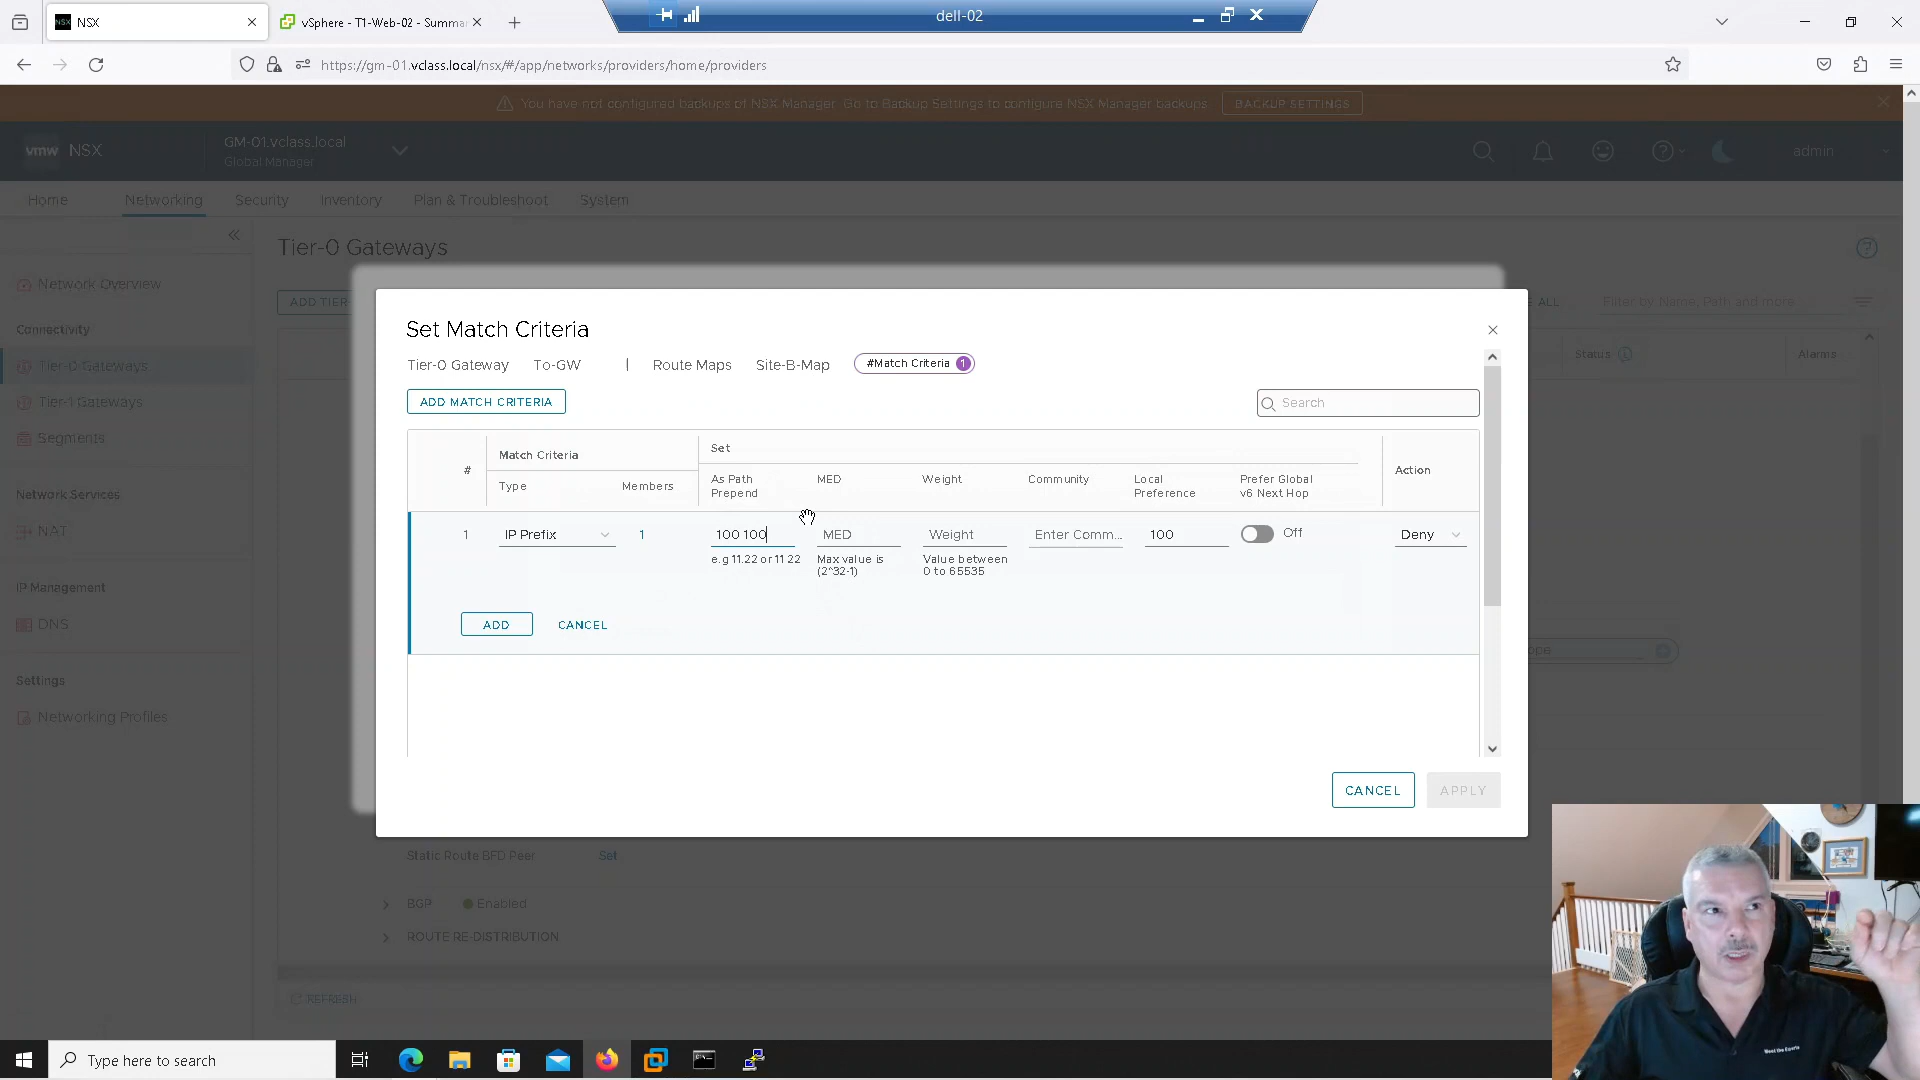 NSX
vSphere - T1-Web-02 - Summa
dell-02
https://gm-01.vclass.local/nsx/#/app/networks/providers/home/providers
You have not configured backups of NSX Manager. Go to Backup Settings to configure NSX Manager backups.
BACKUP SETTINGS
vmw NSX
GM-01.vclass.local
Global Manager
admin
Home Networking Security Inventory Plan & Troubleshoot System
Network Overview
Connectivity
Tier-0 Gateways
Tier-1 Gateways
Segments
Network Services
NAT
IP Management
DNS
Settings
Networking Profiles
Tier-0 Gateways
ADD TIER-
ALL
Filter by Name, Path and more
Status
Alarms
Set Match Criteria
Tier-0 Gateway To-GW | Route Maps Site-B-Map #Match Criteria 1
ADD MATCH CRITERIA
Search
# Match Criteria Set Action
Type Members As Path Prepend MED Weight Community Local Preference Prefer Global v6 Next Hop
1 IP Prefix 1 100 100 MED Weight Enter Comm... 100 Off Deny
e.g 11.22 or 11 22 Max value is (2^32-1) Value between 0 to 65535
ADD CANCEL
ope
CANCEL APPLY
Static Route BFD Peer Set
BGP Enabled
ROUTE RE-DISTRIBUTION
REFRESH
Type here to search